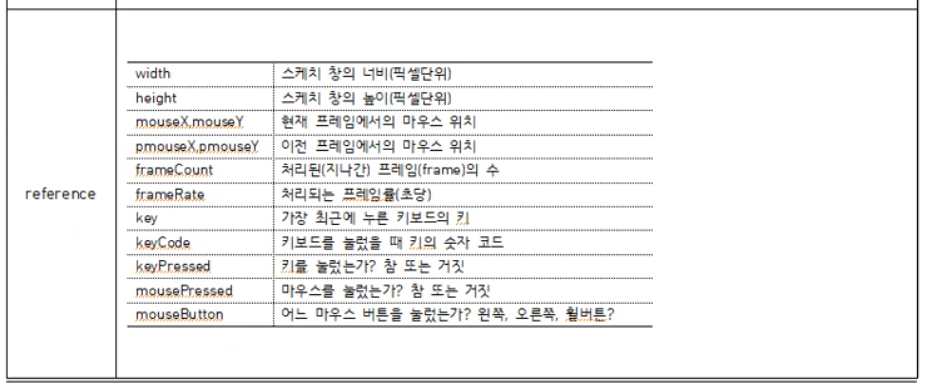 reference
width 스케치 창의 너비(픽셀단위)
height 스케치 창의 높이(픽셀단위)
mouseX,mouseY 현재 프레임에서의 마우스 위치
pmouseX,pmouseY 이전 프레임에서의 마우스 위치
frameCount 처리된(지나간) 프레임(frame)의 수
frameRate 처리되는 프레임률(초당)
key 가장 최근에 누른 키보드의 키
keyCode 키보드를 눌렀을 때 키의 숫자 코드
keyPressed 키를 눌렀는가? 참 또는 거짓
mousePressed 마우스를 눌렀는가? 참 또는 거짓
mouseButton 어느 마우스 버튼을 눌렀는가? 왼쪽, 오른쪽, 휠버튼?